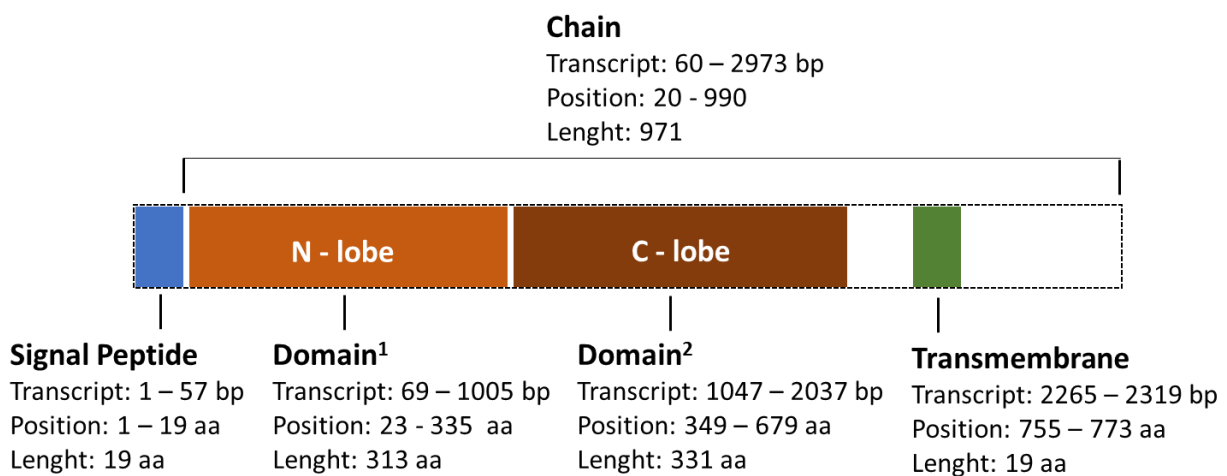 Chain
Transcript: 60 – 2973 bp
Position: 20 - 990
Lenght: 971
N - lobe
C - lobe
Signal Peptide
Transcript: 1 – 57 bp
Position: 1 – 19 aa
Lenght: 19 aa
Domain¹
Transcript: 69 – 1005 bp
Position: 23 - 335 aa
Lenght: 313 aa
Domain²
Transcript: 1047 – 2037 bp
Position: 349 – 679 aa
Lenght: 331 aa
Transmembrane
Transcript: 2265 – 2319 bp
Position: 755 – 773 aa
Lenght: 19 aa